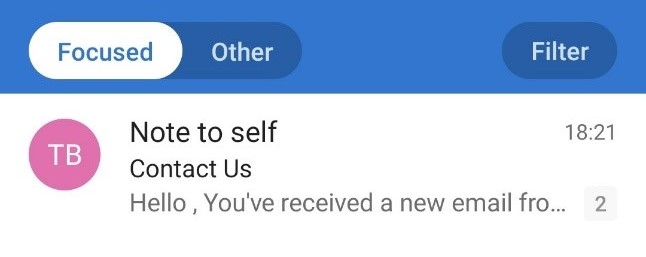 Focused Other Filter
TB Note to self 18:21
Contact Us
Hello , You've received a new email fro... 2